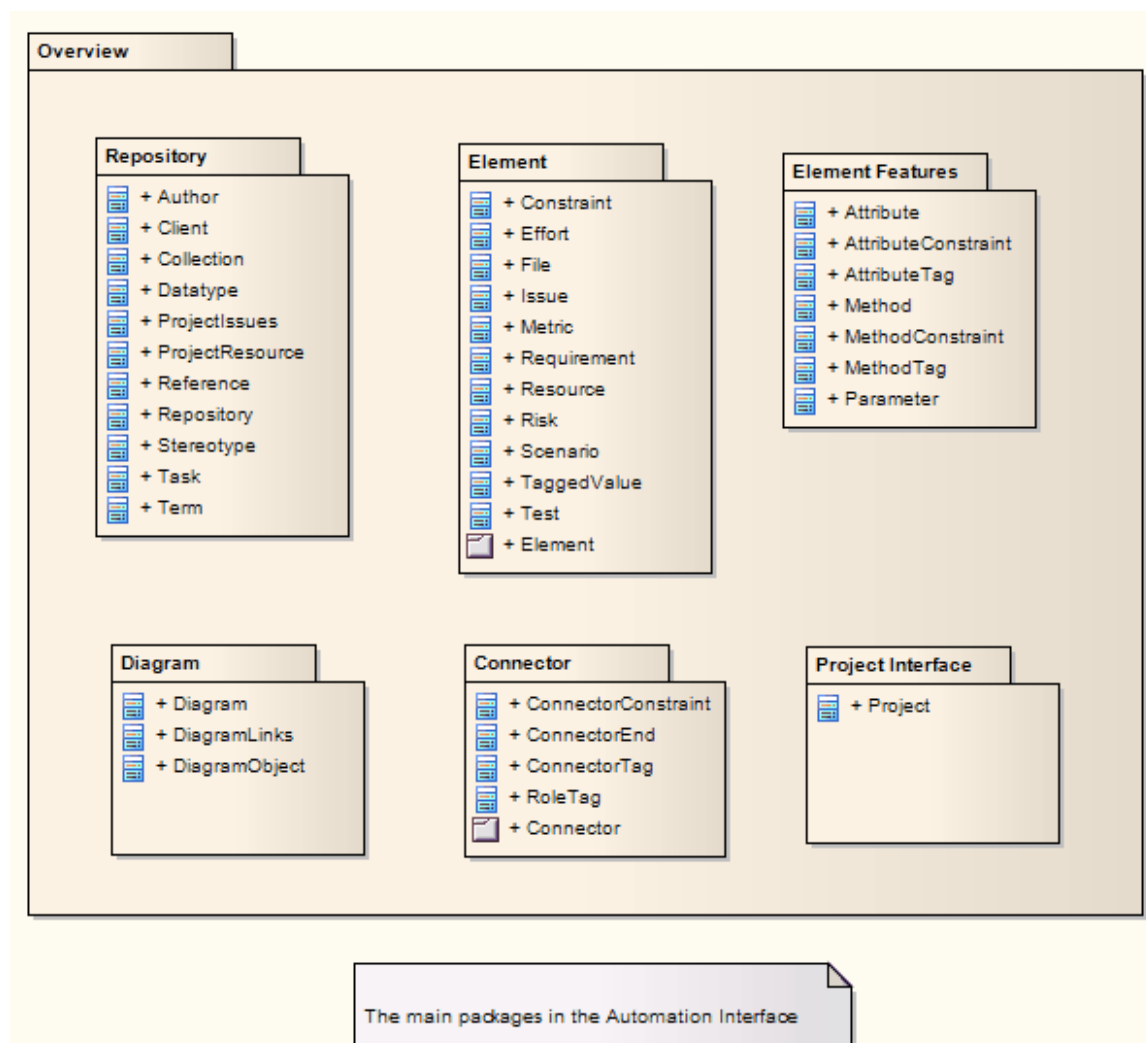 Overview
Repository
+ Author
+ Client
+ Collection
+ Datatype
+ ProjectIssues
+ ProjectResource
+ Reference
+ Repository
+ Stereotype
+ Task
+ Term
Element
+ Constraint
+ Effort
+ File
+ Issue
+ Metric
+ Requirement
+ Resource
+ Risk
+ Scenario
+ TaggedValue
+ Test
+ Element
Element Features
+ Attribute
+ AttributeConstraint
+ AttributeTag
+ Method
+ MethodConstraint
+ MethodTag
+ Parameter
Diagram
+ Diagram
+ DiagramLinks
+ DiagramObject
Connector
+ ConnectorConstraint
+ ConnectorEnd
+ ConnectorTag
+ RoleTag
+ Connector
Project Interface
+ Project
The main packages in the Automation Interface